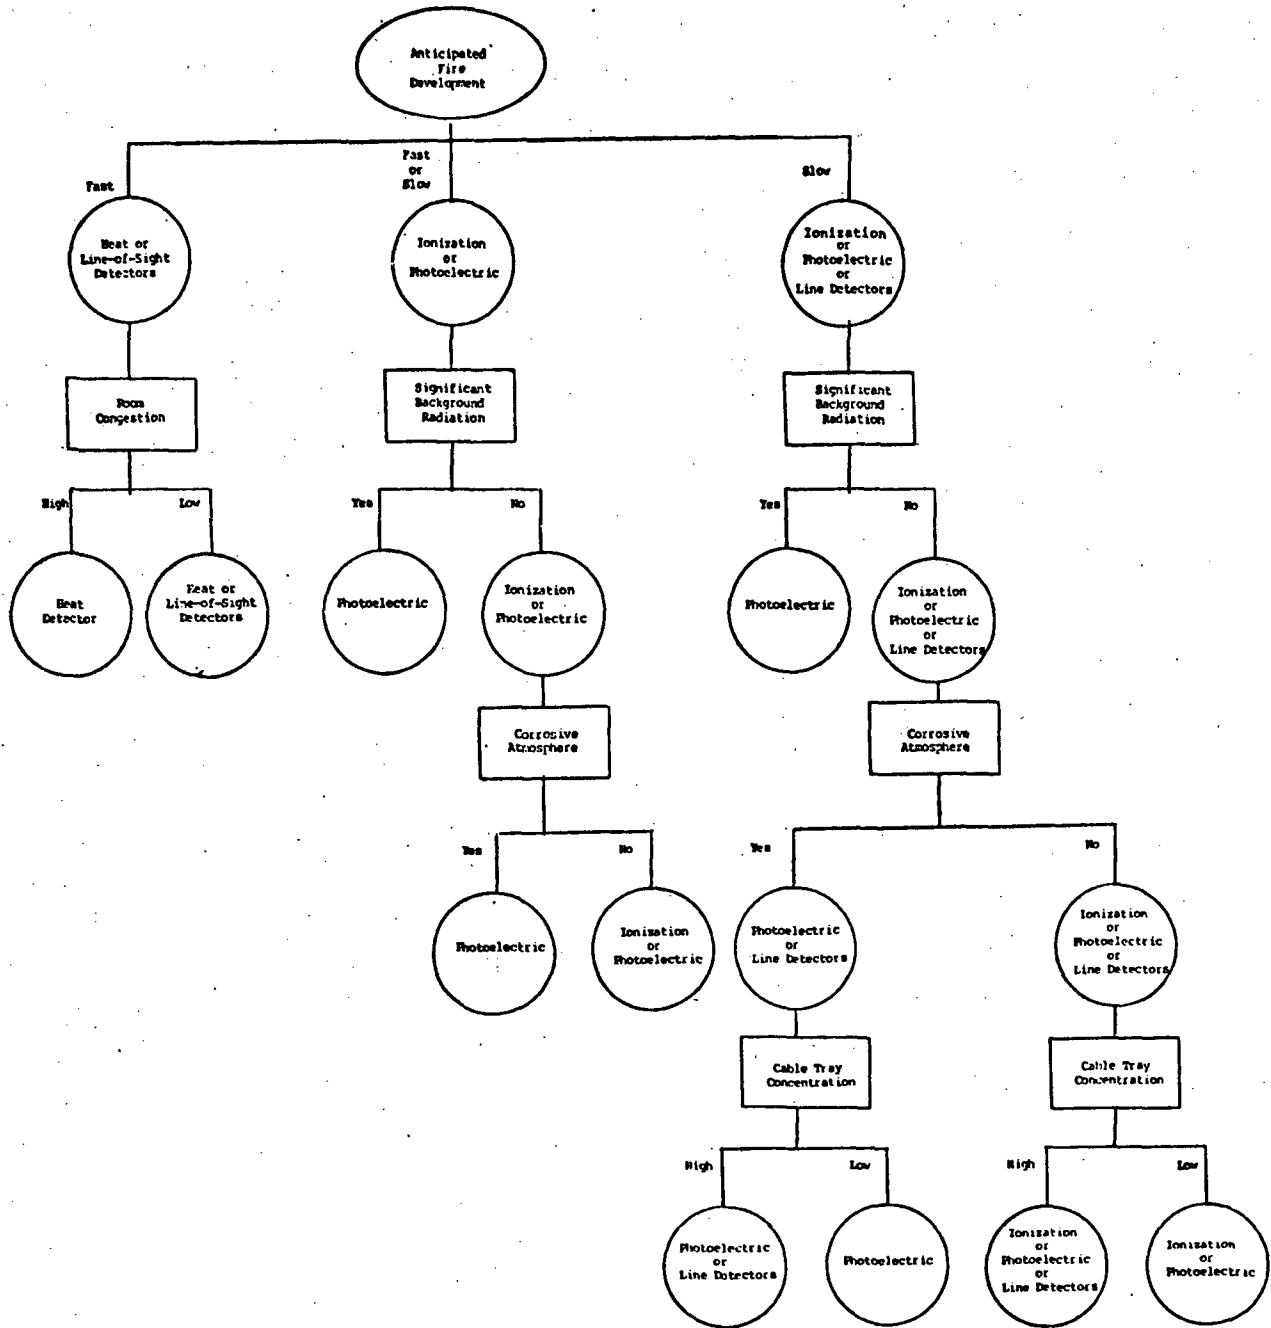 Anticipated
Fire
Development
Fast
Fast
or
Slow
Slow
Heat or
Line-of-Sight
Detectors
Ionization
or
Photoelectric
Ionization
or
Photoelectric
or
Line Detectors
Room
Congestion
Significant
Background
Radiation
Significant
Background
Radiation
High
Low
Yes
No
Yes
No
Heat
Detector
Heat or
Line-of-Sight
Detectors
Photoelectric
Ionization
or
Photoelectric
Photoelectric
Ionization
or
Photoelectric
or
Line Detectors
Corrosive
Atmosphere
Corrosive
Atmosphere
Yes
No
Yes
No
Photoelectric
Ionization
or
Photoelectric
Photoelectric
or
Line Detectors
Ionization
or
Photoelectric
or
Line Detectors
Cable Tray
Concentration
Cable Tray
Concentration
High
Low
High
Low
Photoelectric
or
Line Detectors
Photoelectric
Ionization
or
Photoelectric
or
Line Detectors
Ionization
or
Photoelectric